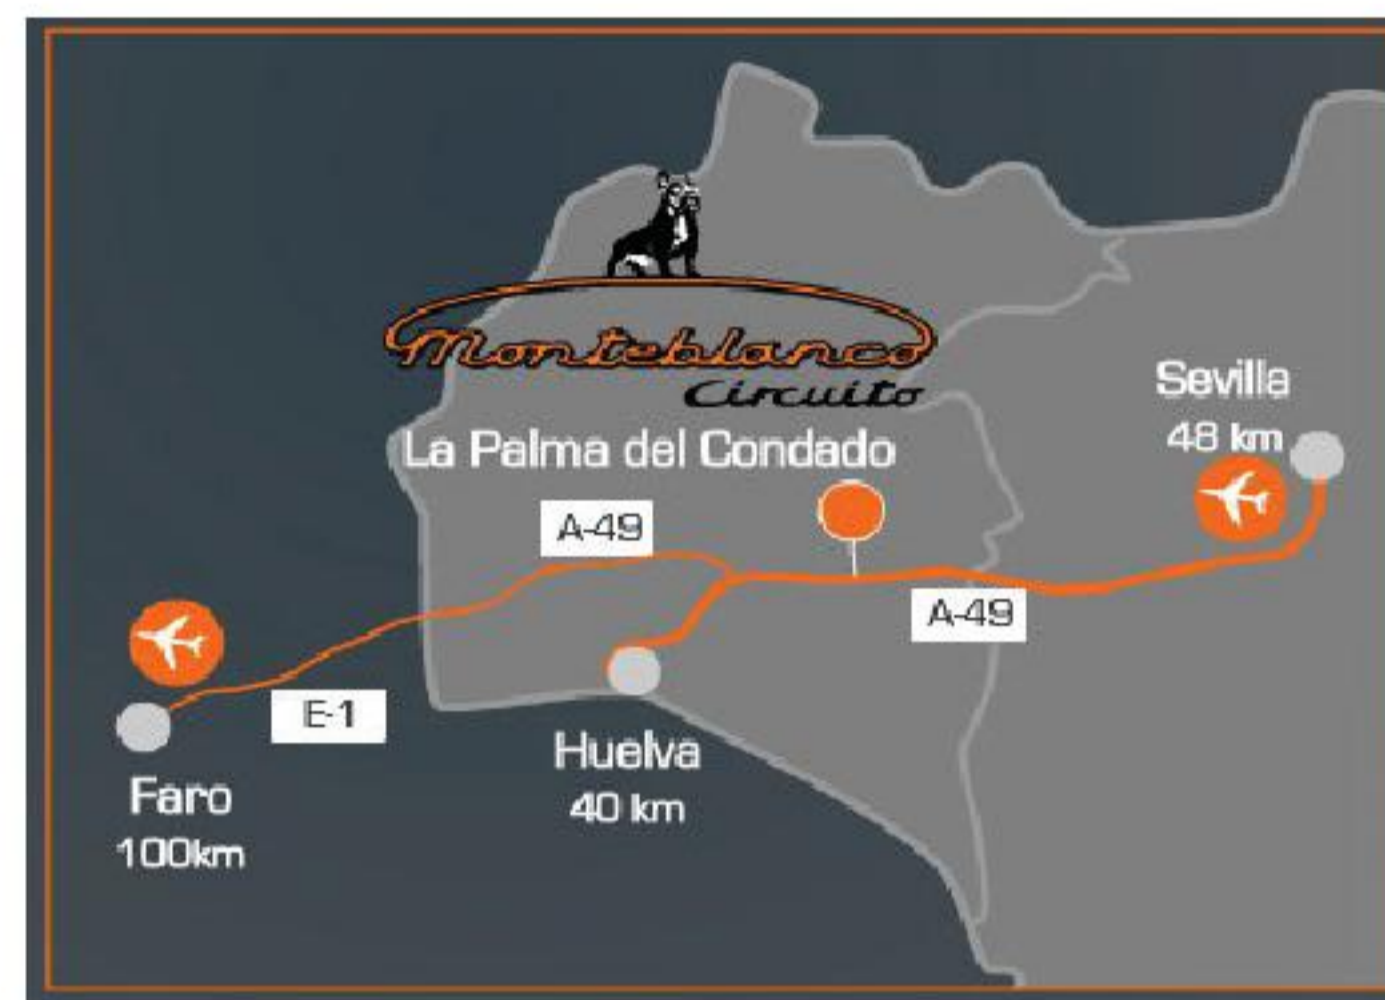 Monteblanco
Circuito
La Palma del Condado
Sevilla
48 km
A-49
A-49
E-1
Huelva
40 km
Faro
100km